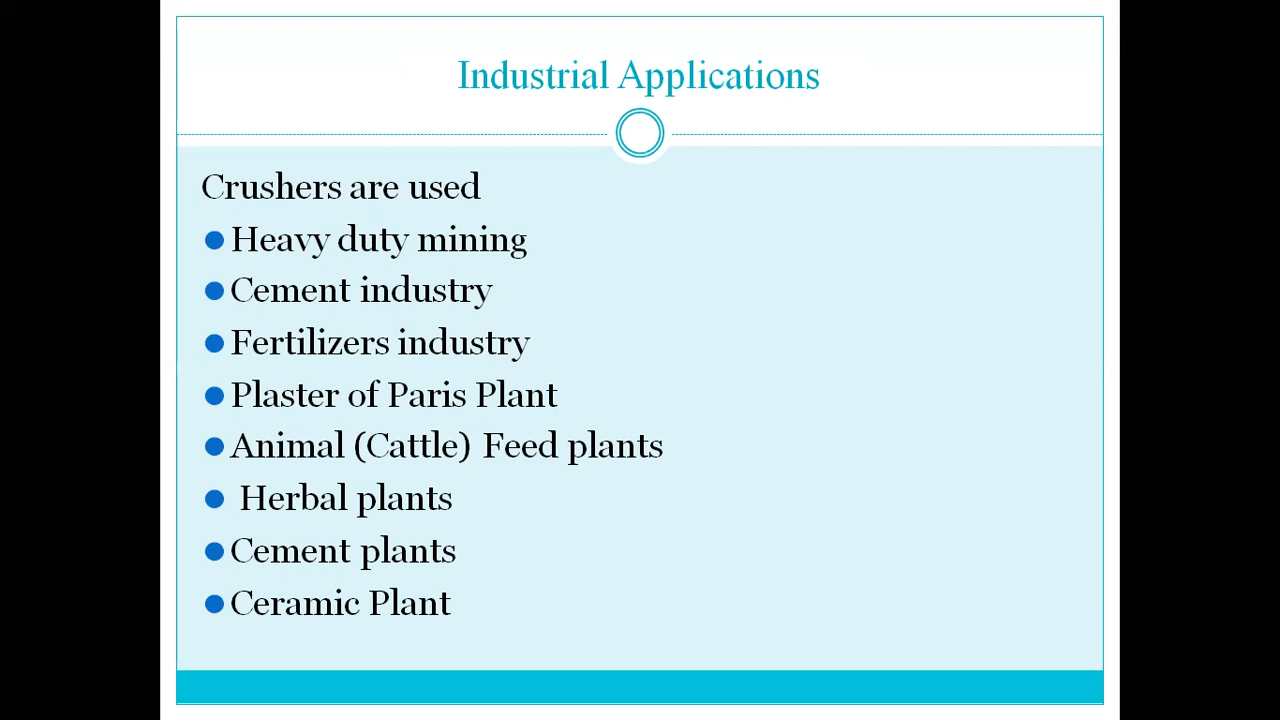 Industrial Applications
Crushers are used
Heavy duty mining
Cement industry
Fertilizers industry
Plaster of Paris Plant
Animal (Cattle) Feed plants
Herbal plants
Cement plants
Ceramic Plant